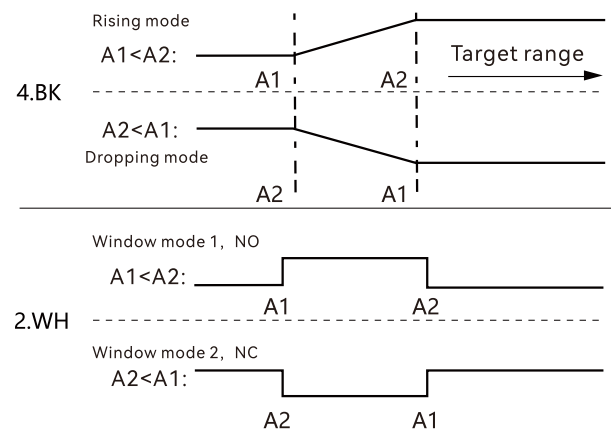 Rising mode
A1<A2:
Target range
A1 A2
4.BK
A2<A1:
Dropping mode
A2 A1
Window mode 1, NO
A1<A2:
A1 A2
2.WH
Window mode 2, NC
A2<A1:
A2 A1